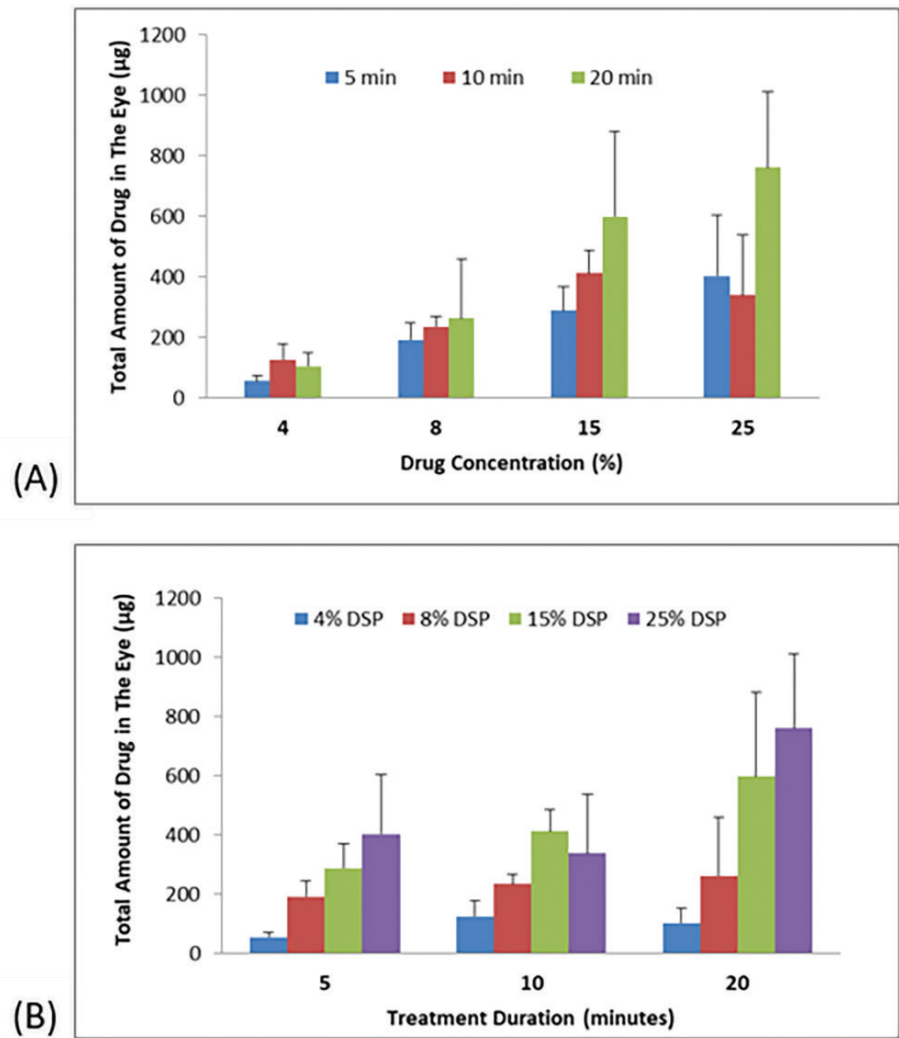 1200
1000
800
600
400
200
0
Total Amount of Drug in The Eye (µg)
5 min 10 min 20 min
4 8 15 25
Drug Concentration (%)
(A)
1200
1000
800
600
400
200
0
Total Amount of Drug in The Eye (µg)
4% DSP 8% DSP 15% DSP 25% DSP
5 10 20
Treatment Duration (minutes)
(B)